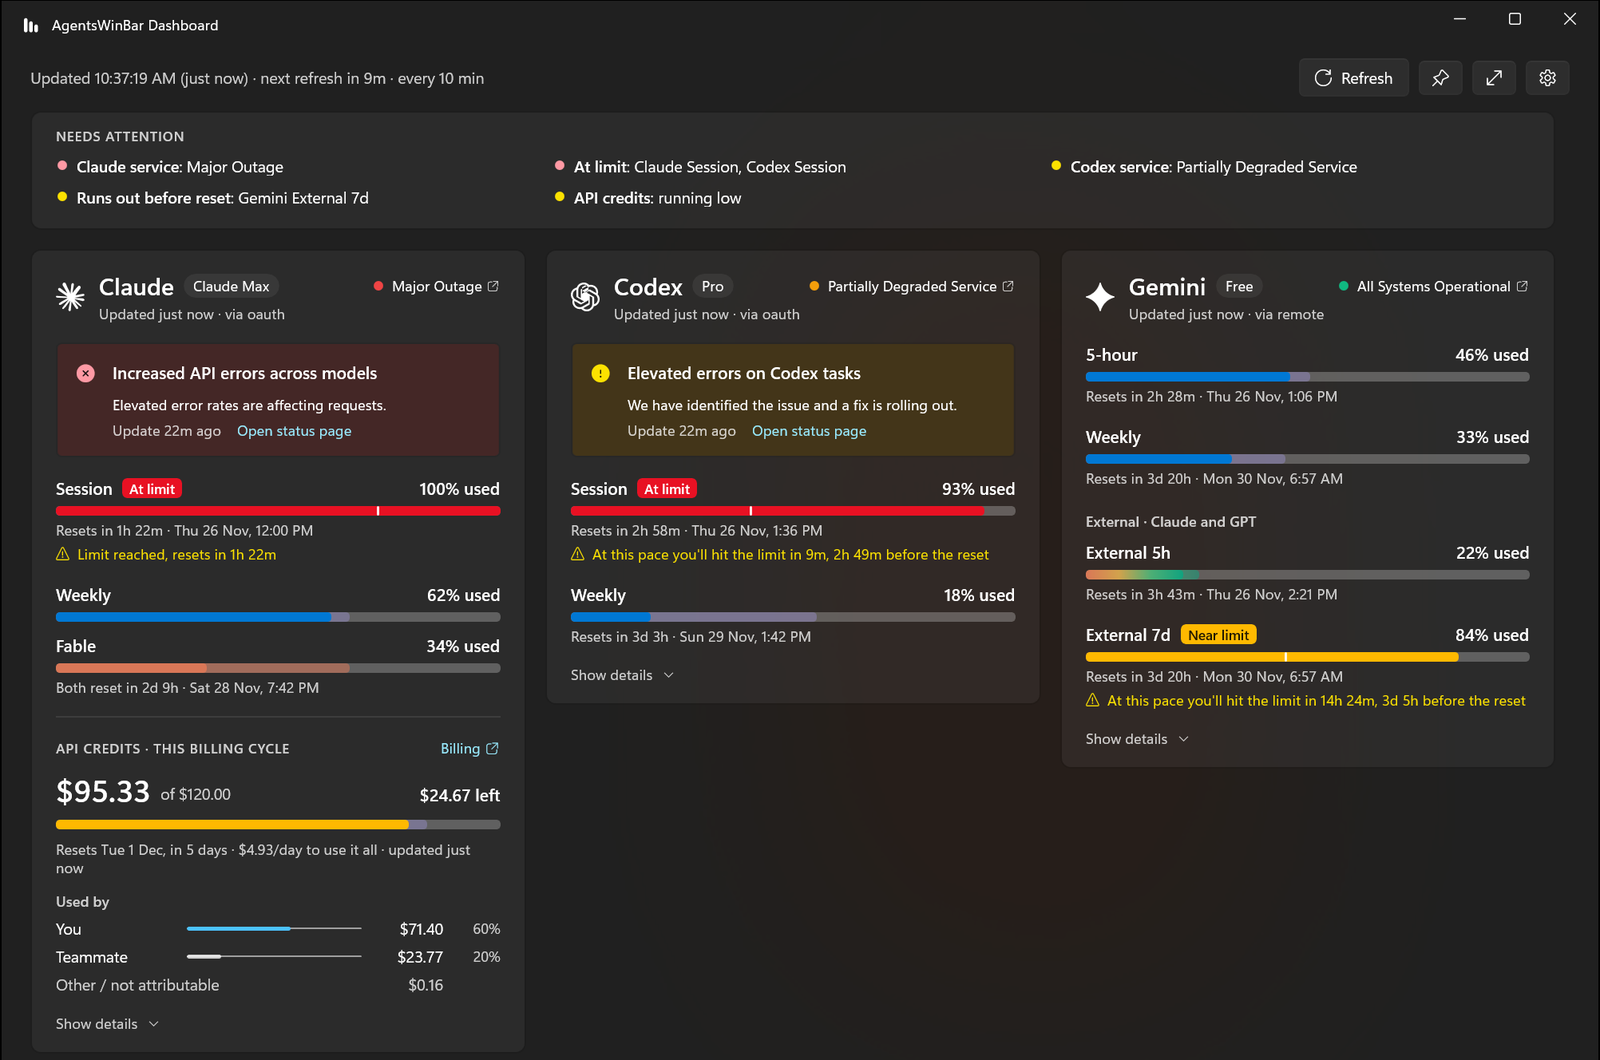 AgentsWinBar Dashboard
Updated 10:37:19 AM (just now) · next refresh in 9m · every 10 min
Refresh
NEEDS ATTENTION
Claude service: Major Outage
At limit: Claude Session, Codex Session
Codex service: Partially Degraded Service
Runs out before reset: Gemini External 7d
API credits: running low
Claude
Claude Max
Major Outage
Updated just now · via oauth
Increased API errors across models
Elevated error rates are affecting requests.
Update 22m ago
Open status page
Session
At limit
100% used
Resets in 1h 22m · Thu 26 Nov, 12:00 PM
Limit reached, resets in 1h 22m
Weekly
62% used
Fable
34% used
Both reset in 2d 9h · Sat 28 Nov, 7:42 PM
API CREDITS · THIS BILLING CYCLE
Billing
$95.33 of $120.00
$24.67 left
Resets Tue 1 Dec, in 5 days · $4.93/day to use it all · updated just
now
Used by
You
$71.40
60%
Teammate
$23.77
20%
Other / not attributable
$0.16
Show details
Codex
Pro
Partially Degraded Service
Updated just now · via oauth
Elevated errors on Codex tasks
We have identified the issue and a fix is rolling out.
Update 22m ago
Open status page
Session
At limit
93% used
Resets in 2h 58m · Thu 26 Nov, 1:36 PM
At this pace you'll hit the limit in 9m, 2h 49m before the reset
Weekly
18% used
Resets in 3d 3h · Sun 29 Nov, 1:42 PM
Show details
Gemini
Free
All Systems Operational
Updated just now · via remote
5-hour
46% used
Resets in 2h 28m · Thu 26 Nov, 1:06 PM
Weekly
33% used
Resets in 3d 20h · Mon 30 Nov, 6:57 AM
External · Claude and GPT
External 5h
22% used
Resets in 3h 43m · Thu 26 Nov, 2:21 PM
External 7d
Near limit
84% used
Resets in 3d 20h · Mon 30 Nov, 6:57 AM
At this pace you'll hit the limit in 14h 24m, 3d 5h before the reset
Show details